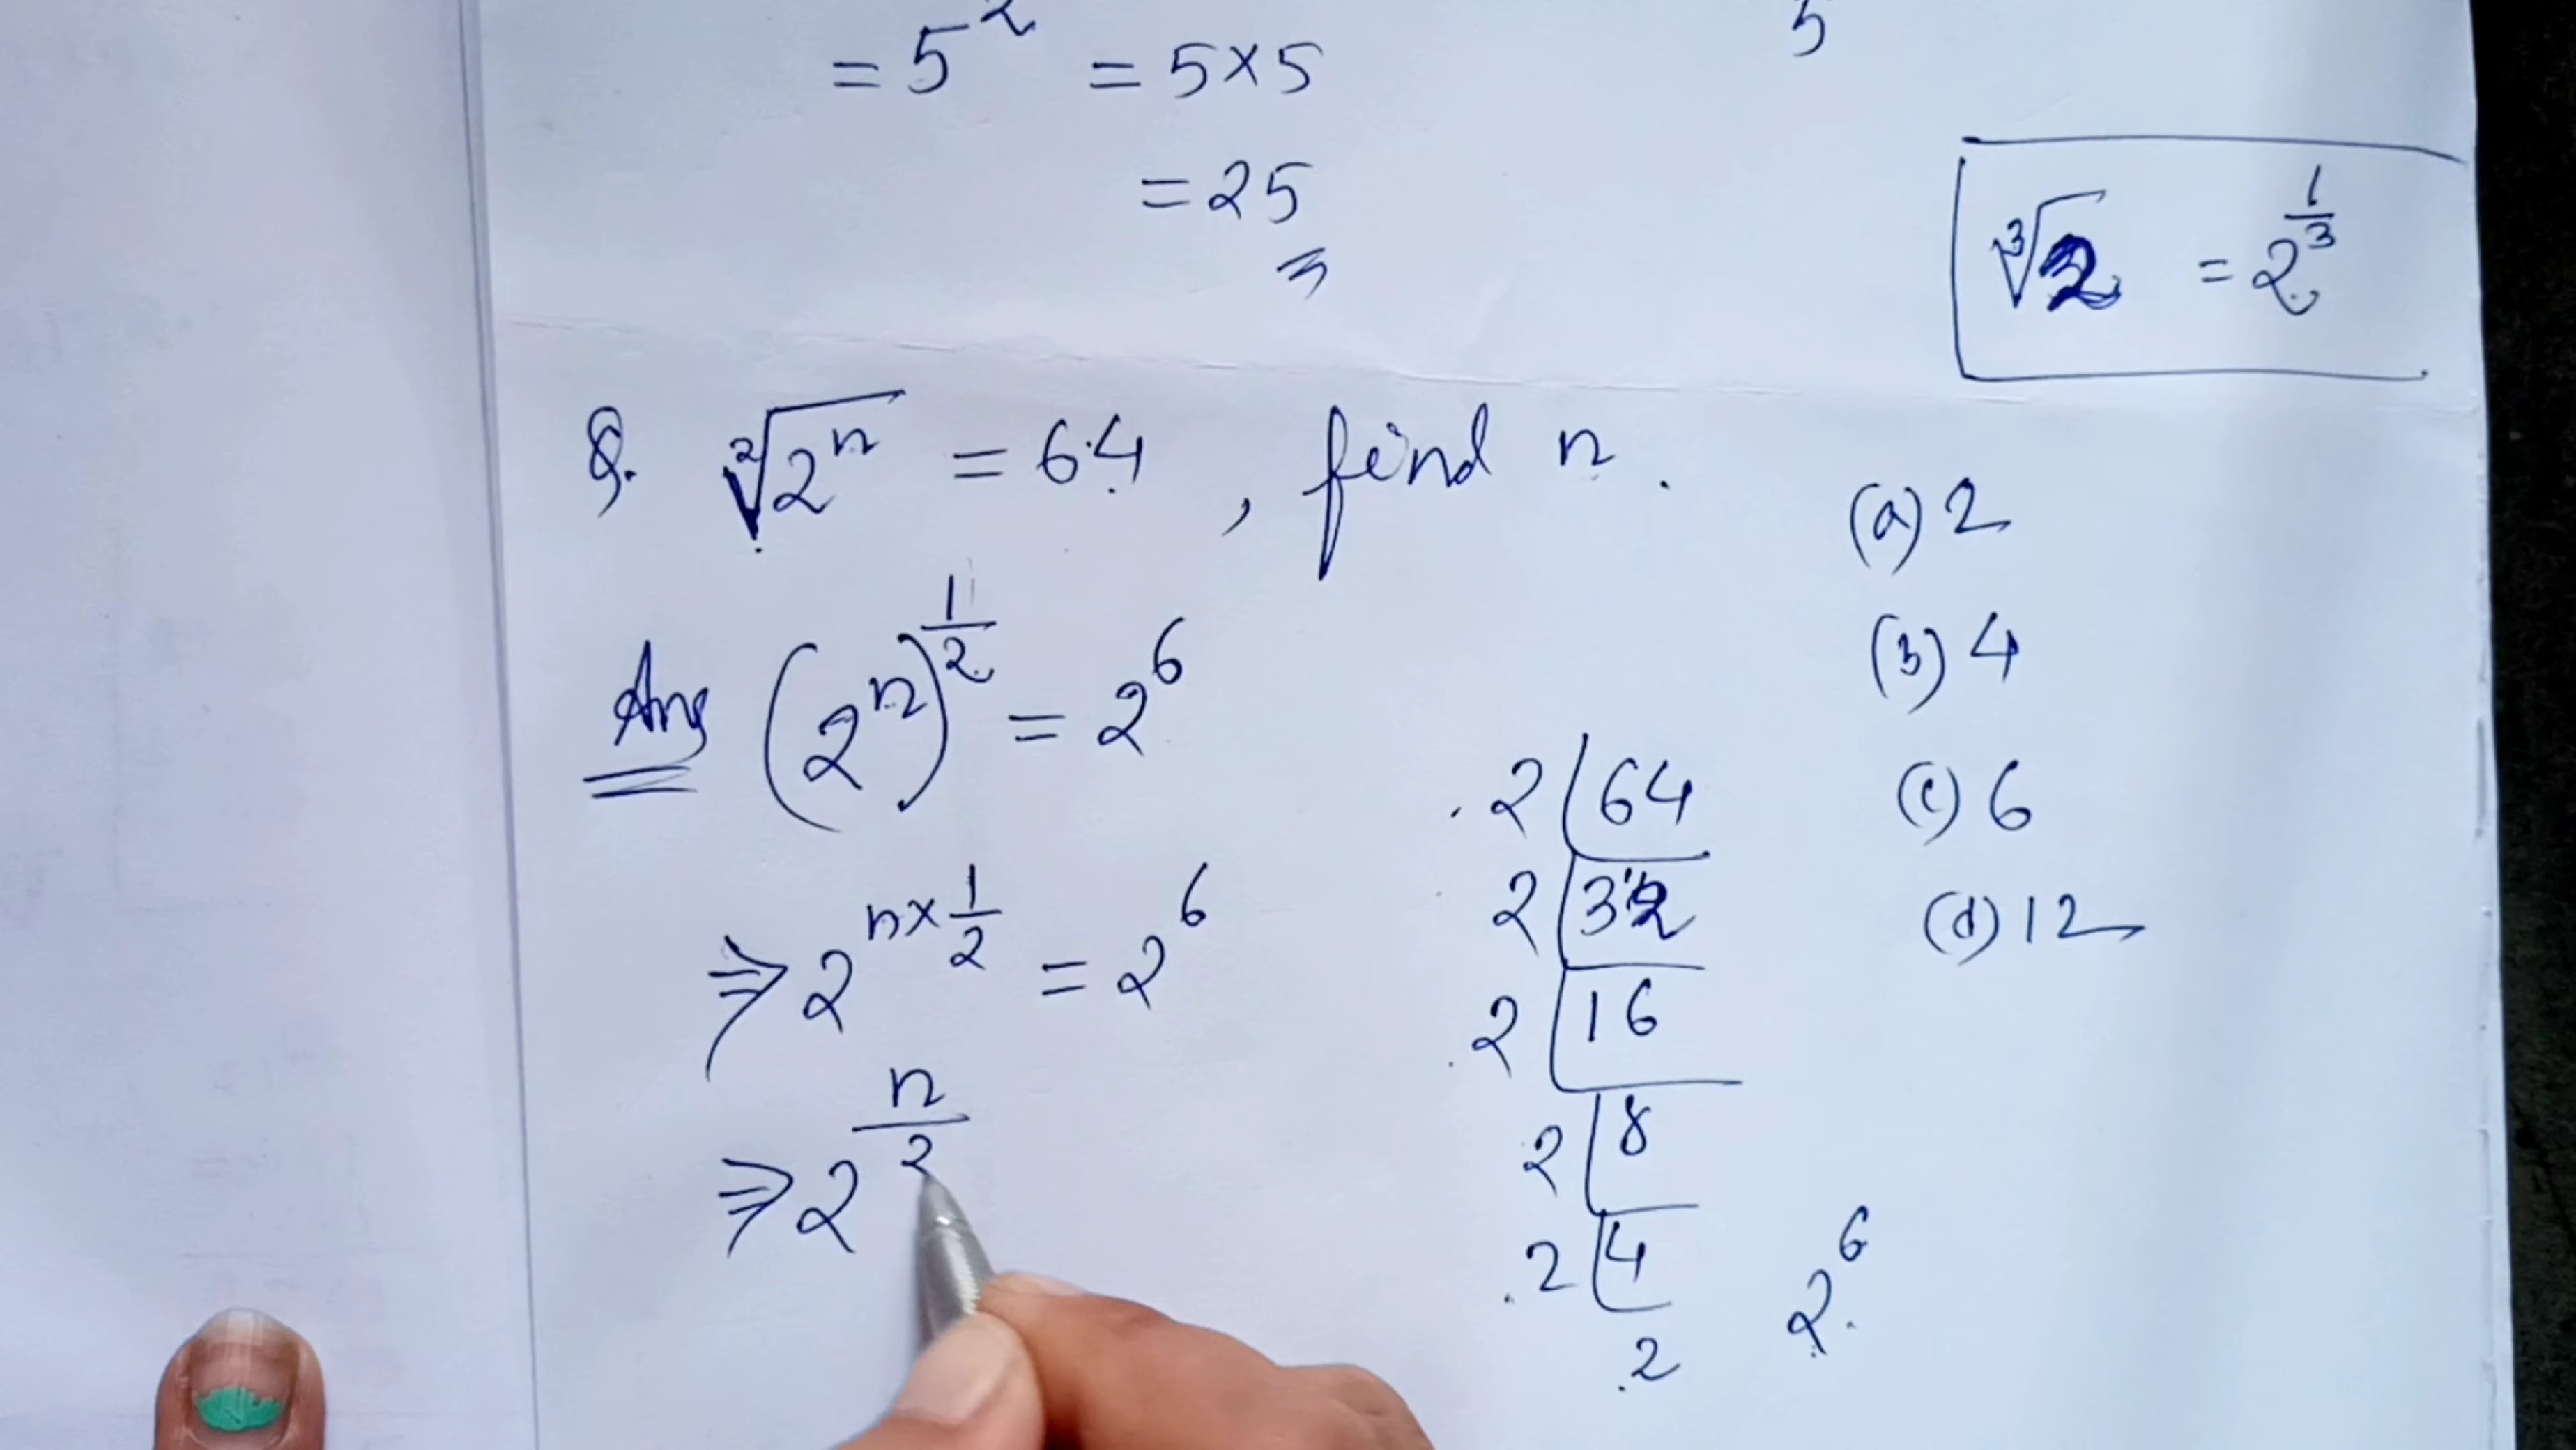 = 5² = 5×5
5
= 25
∛2 = 2^(1/3)
Q. ²√2ⁿ = 64, find n.
(a) 2
(b) 4
(c) 6
(d) 12
Ans (2ⁿ)^(1/2) = 2⁶
⇒ 2^(n×1/2) = 2⁶
⇒ 2^(n/2)
2 | 64
2 | 32
2 | 16
2 | 8
2 | 4
2
2⁶